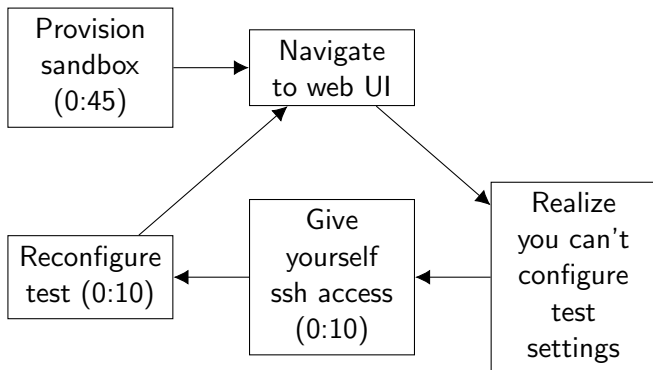 Provision
sandbox
(0:45)
Navigate
to web UI
Realize
you can't
configure
test
settings
Give
yourself
ssh access
(0:10)
Reconfigure
test (0:10)